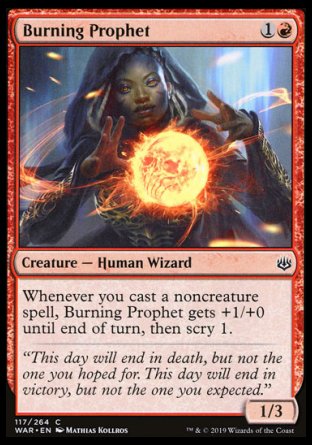 Burning Prophet 1
Creature — Human Wizard
Whenever you cast a noncreature
spell, Burning Prophet gets +1/+0
until end of turn, then scry 1.
“This day will end in death, but not the
one you hoped for. This day will end in
victory, but not the one you expected.”
1/3
117/264 C
WAR • EN Mathias Kollros
™ & © 2019 Wizards of the Coast